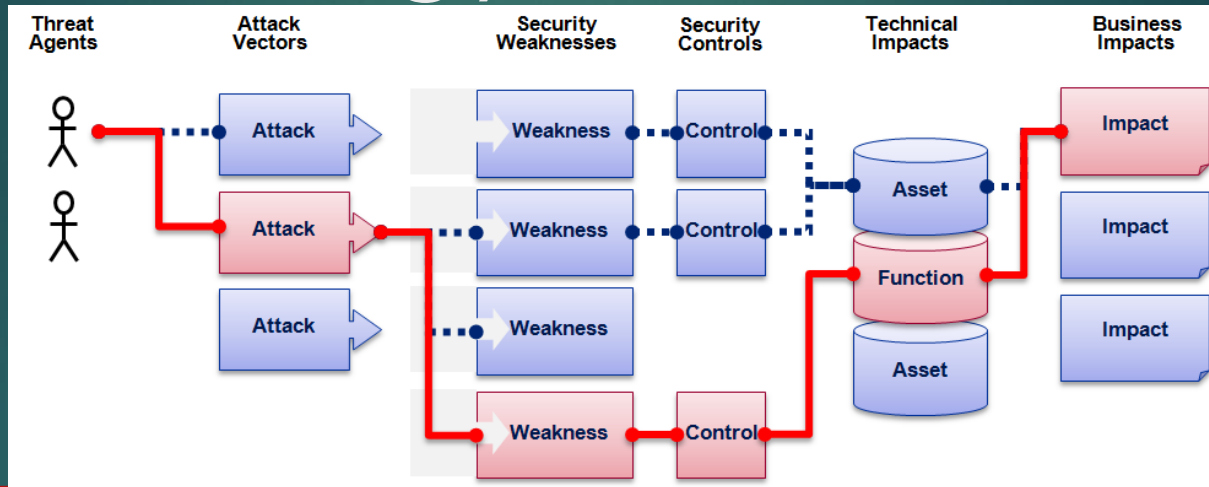 Threat
Agents
Attack
Vectors
Security
Weaknesses
Security
Controls
Technical
Impacts
Business
Impacts
Attack
Weakness
Control
Impact
Asset
Attack
Weakness
Control
Impact
Function
Attack
Weakness
Impact
Asset
Weakness
Control